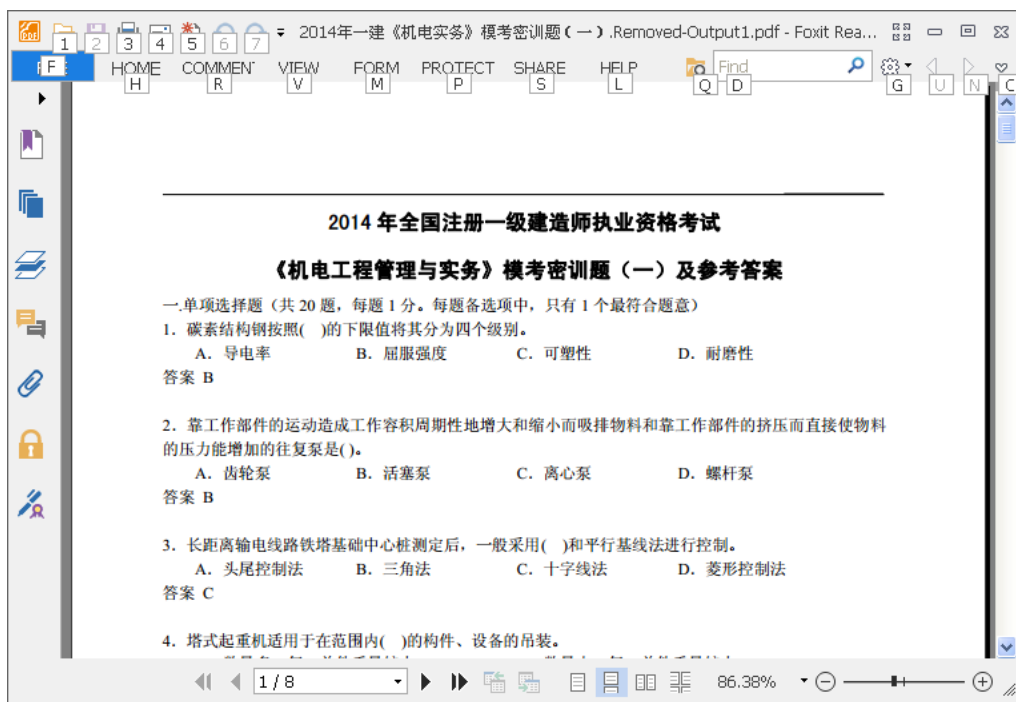 2014年一建《机电实务》模考密训题(一).Removed-Output1.pdf - Foxit Rea...
1 2 3 4 5 6 7
HOME COMMEN VIEW FORM PROTECT SHARE HELP Find
F H R V M P S L Q D G U N C
2014 年全国注册一级建造师执业资格考试
《机电工程管理与实务》模考密训题（一）及参考答案
一.单项选择题（共 20 题，每题 1 分。每题备选项中，只有 1 个最符合题意）
1．碳素结构钢按照( )的下限值将其分为四个级别。
A．导电率 B．屈服强度 C．可塑性 D．耐磨性
答案 B
2．靠工作部件的运动造成工作容积周期性地增大和缩小而吸排物料和靠工作部件的挤压而直接使物料
的压力能增加的往复泵是()。
A．齿轮泵 B．活塞泵 C．离心泵 D．螺杆泵
答案 B
3．长距离输电线路铁塔基础中心桩测定后，一般采用( )和平行基线法进行控制。
A．头尾控制法 B．三角法 C．十字线法 D．菱形控制法
答案 C
4．塔式起重机适用于在范围内( )的构件、设备的吊装。
1 / 8 86.38%